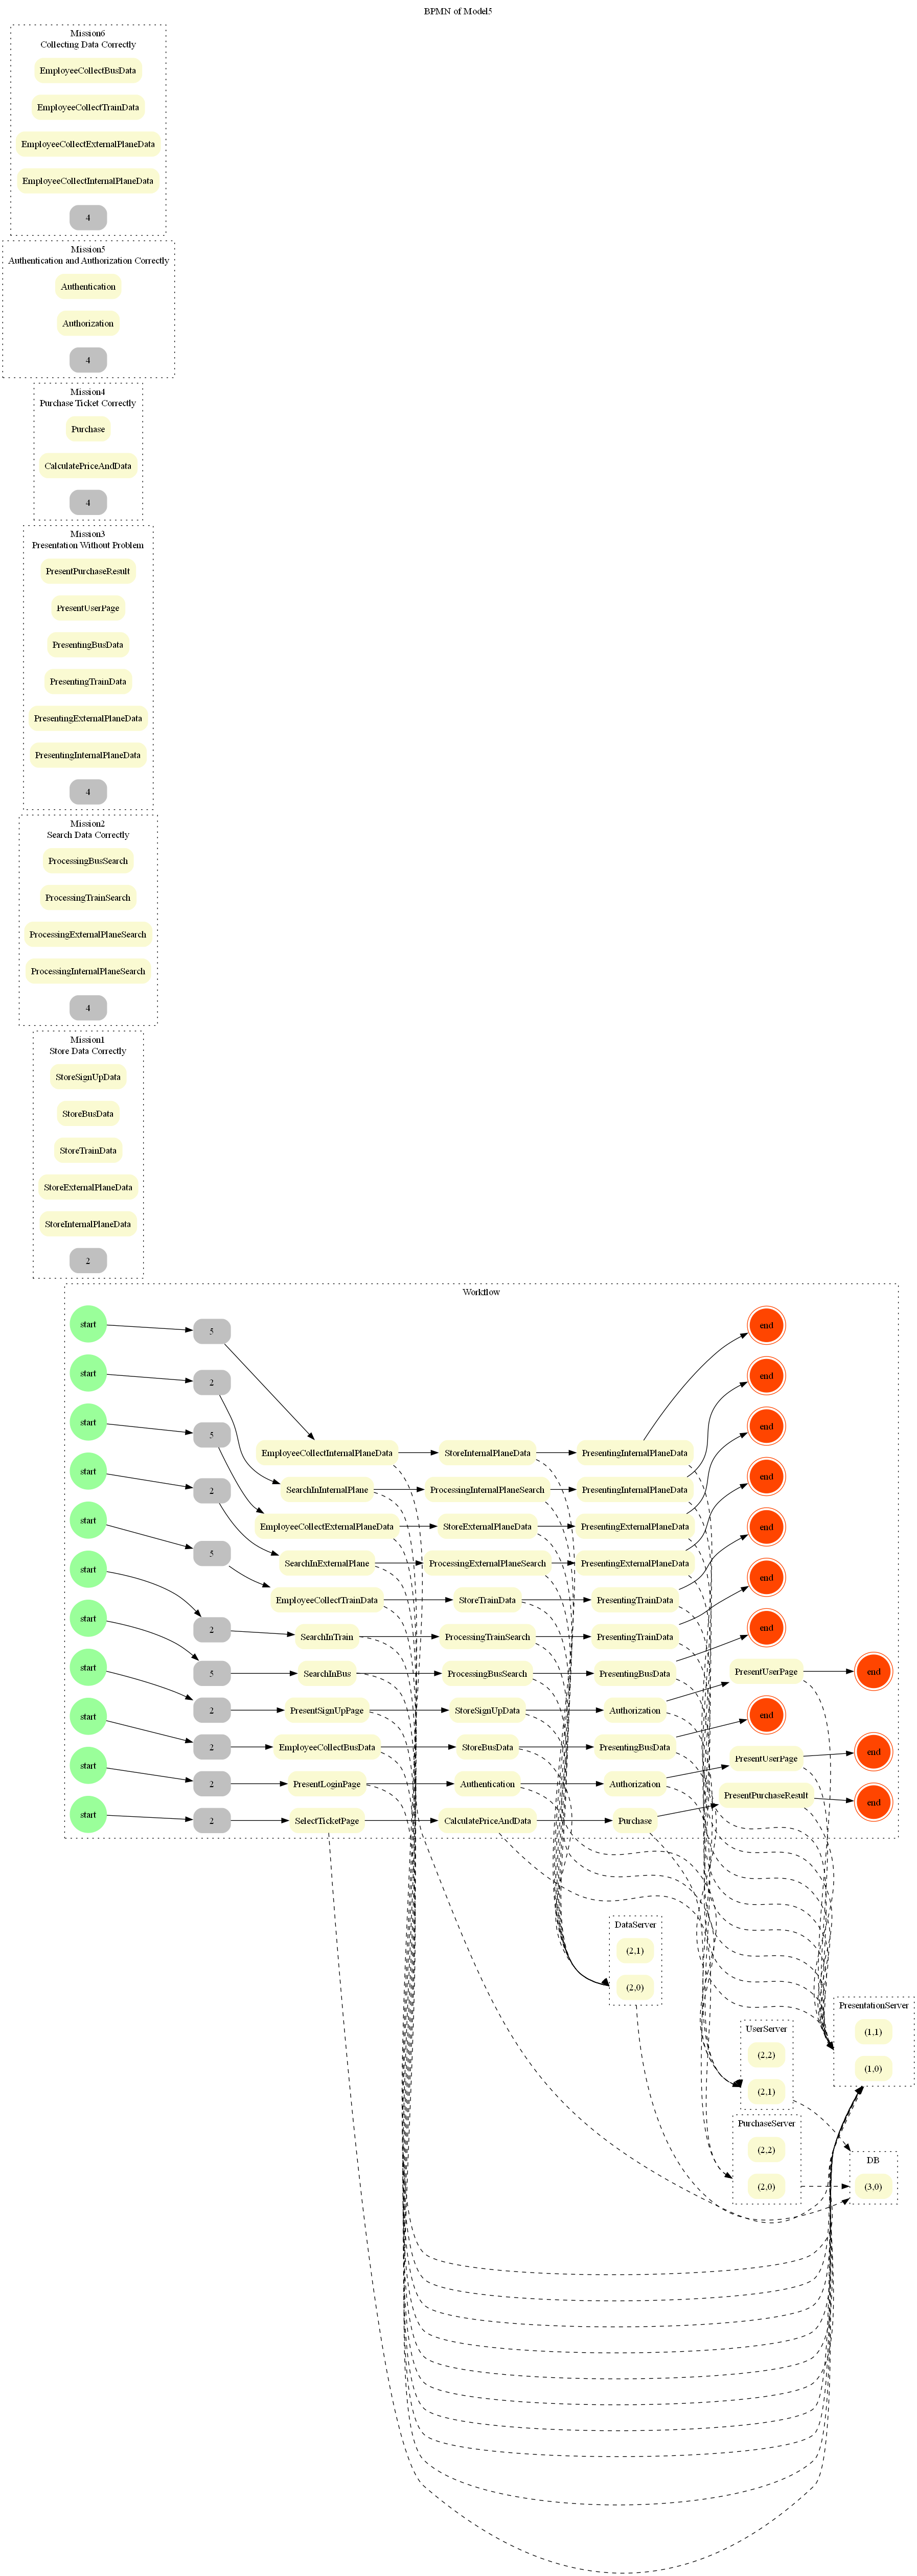 BPMN of Model5
Mission6
Collecting Data Correctly
EmployeeCollectBusData
EmployeeCollectTrainData
EmployeeCollectExternalPlaneData
EmployeeCollectInternalPlaneData
4
Mission5
Authentication and Authorization Correctly
Authentication
Authorization
4
Mission4
Purchase Ticket Correctly
Purchase
CalculatePriceAndData
4
Mission3
Presentation Without Problem
PresentPurchaseResult
PresentUserPage
PresentingBusData
PresentingTrainData
PresentingExternalPlaneData
PresentingInternalPlaneData
4
Mission2
Search Data Correctly
ProcessingBusSearch
ProcessingTrainSearch
ProcessingExternalPlaneSearch
ProcessingInternalPlaneSearch
4
Mission1
Store Data Correctly
StoreSignUpData
StoreBusData
StoreTrainData
StoreExternalPlaneData
StoreInternalPlaneData
2
Workflow
start
5
EmployeeCollectInternalPlaneData
StoreInternalPlaneData
PresentingInternalPlaneData
end
start
2
SearchInInternalPlane
ProcessingInternalPlaneSearch
PresentingInternalPlaneData
end
start
5
EmployeeCollectExternalPlaneData
StoreExternalPlaneData
PresentingExternalPlaneData
end
start
2
SearchInExternalPlane
ProcessingExternalPlaneSearch
PresentingExternalPlaneData
end
start
5
EmployeeCollectTrainData
StoreTrainData
PresentingTrainData
end
start
2
SearchInTrain
ProcessingTrainSearch
PresentingTrainData
end
start
5
SearchInBus
ProcessingBusSearch
PresentingBusData
end
start
2
PresentSignUpPage
StoreSignUpData
Authorization
PresentUserPage
end
start
2
EmployeeCollectBusData
StoreBusData
PresentingBusData
end
start
2
PresentLoginPage
Authentication
Authorization
PresentUserPage
end
start
2
SelectTicketPage
CalculatePriceAndData
Purchase
PresentPurchaseResult
end
DataServer
(2,1)
(2,0)
PresentationServer
(1,1)
(1,0)
UserServer
(2,2)
(2,1)
PurchaseServer
(2,2)
(2,0)
DB
(3,0)